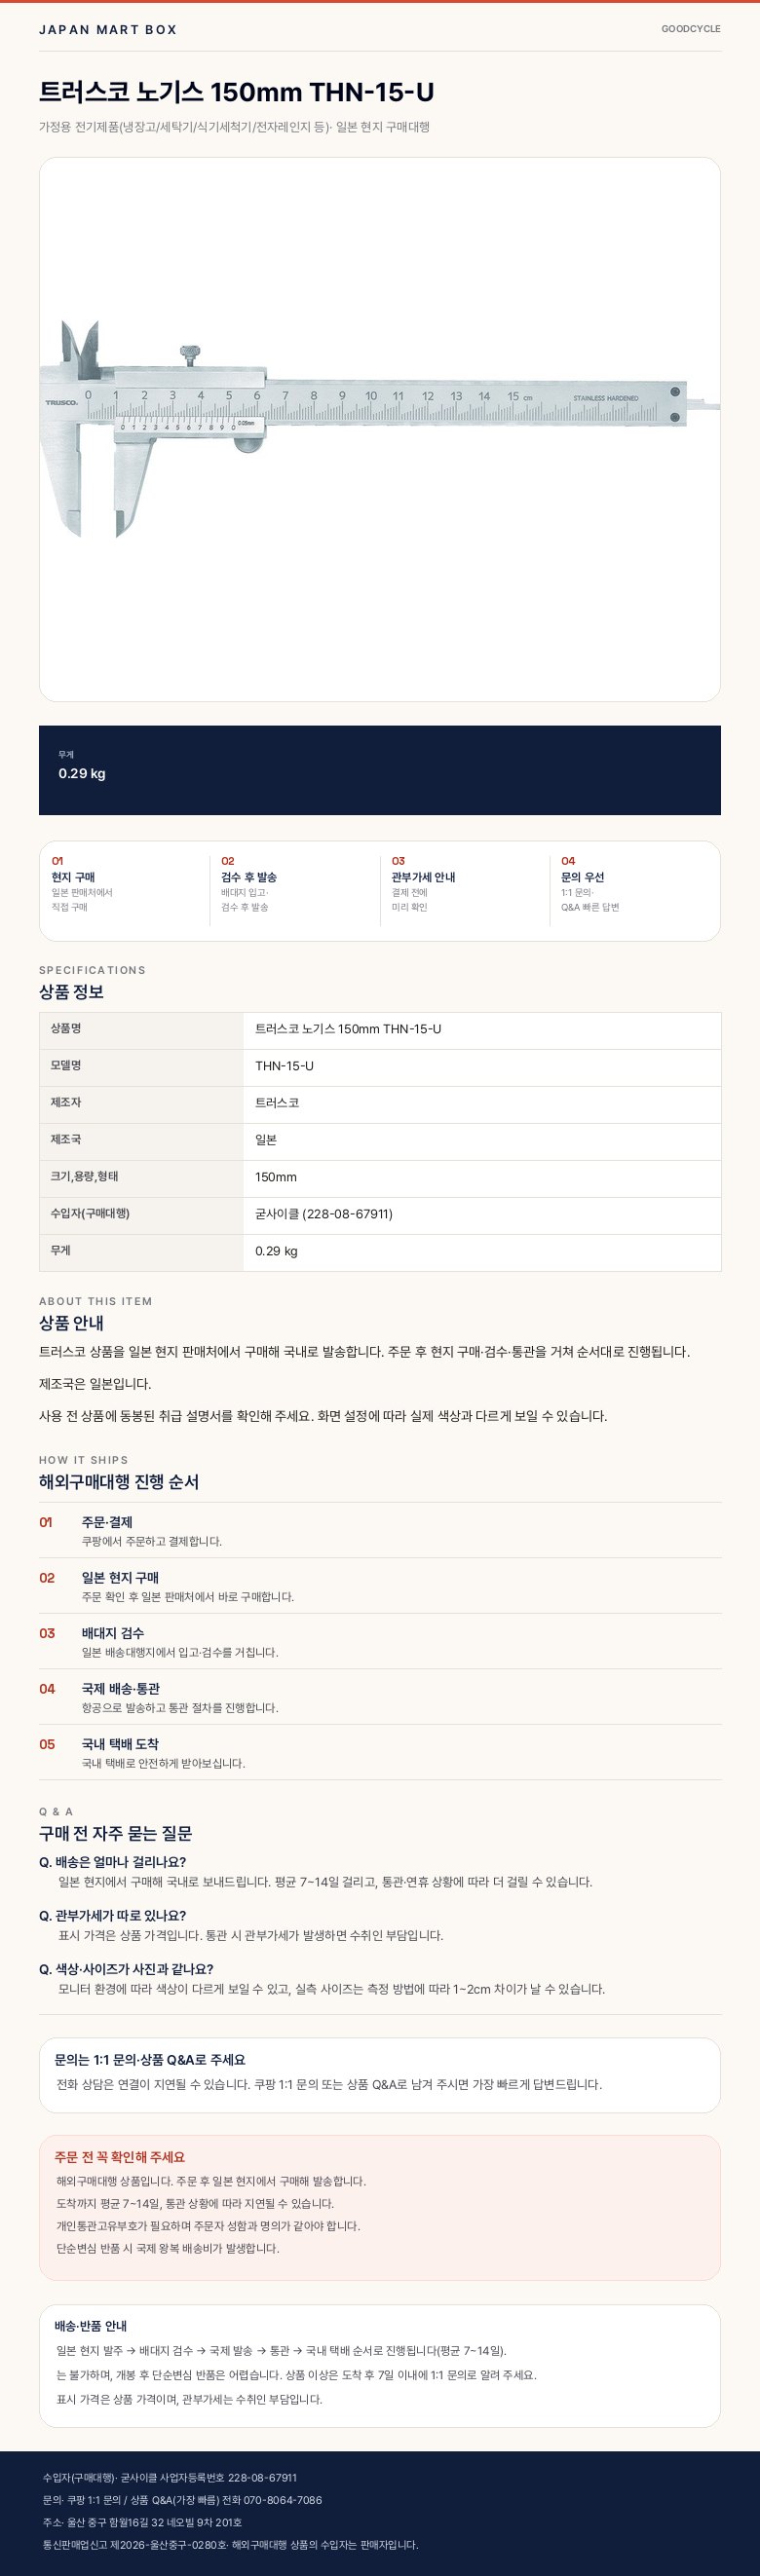 JAPAN MART BOX
GOODCYCLE
트러스코 노기스 150mm THN-15-U
가정용 전기제품(냉장고/세탁기/식기세척기/전자레인지 등)· 일본 현지 구매대행
0 1 2 3 4 5 6 7 8 9 10 11 12 13 14 15 cm
STAINLESS HARDENED
TRUSCO.
0 1 2 3 4 5 6 7 8 9 0 0.05mm
무게
0.29 kg
01
현지 구매
일본 판매처에서
직접 구매
02
검수 후 발송
배대지 입고·
검수 후 발송
03
관부가세 안내
결제 전에
미리 확인
04
문의 우선
1:1 문의·
Q&A 빠른 답변
SPECIFICATIONS
상품 정보
상품명 트러스코 노기스 150mm THN-15-U
모델명 THN-15-U
제조자 트러스코
제조국 일본
크기,용량,형태 150mm
수입자(구매대행) 굳사이클 (228-08-67911)
무게 0.29 kg
ABOUT THIS ITEM
상품 안내
트러스코 상품을 일본 현지 판매처에서 구매해 국내로 발송합니다. 주문 후 현지 구매·검수·통관을 거쳐 순서대로 진행됩니다.
제조국은 일본입니다.
사용 전 상품에 동봉된 취급 설명서를 확인해 주세요. 화면 설정에 따라 실제 색상과 다르게 보일 수 있습니다.
HOW IT SHIPS
해외구매대행 진행 순서
01 주문·결제
쿠팡에서 주문하고 결제합니다.
02 일본 현지 구매
주문 확인 후 일본 판매처에서 바로 구매합니다.
03 배대지 검수
일본 배송대행지에서 입고·검수를 거칩니다.
04 국제 배송·통관
항공으로 발송하고 통관 절차를 진행합니다.
05 국내 택배 도착
국내 택배로 안전하게 받아보십니다.
Q & A
구매 전 자주 묻는 질문
Q. 배송은 얼마나 걸리나요?
일본 현지에서 구매해 국내로 보내드립니다. 평균 7~14일 걸리고, 통관·연휴 상황에 따라 더 걸릴 수 있습니다.
Q. 관부가세가 따로 있나요?
표시 가격은 상품 가격입니다. 통관 시 관부가세가 발생하면 수취인 부담입니다.
Q. 색상·사이즈가 사진과 같나요?
모니터 환경에 따라 색상이 다르게 보일 수 있고, 실측 사이즈는 측정 방법에 따라 1~2cm 차이가 날 수 있습니다.
문의는 1:1 문의·상품 Q&A로 주세요
전화 상담은 연결이 지연될 수 있습니다. 쿠팡 1:1 문의 또는 상품 Q&A로 남겨 주시면 가장 빠르게 답변드립니다.
주문 전 꼭 확인해 주세요
해외구매대행 상품입니다. 주문 후 일본 현지에서 구매해 발송합니다.
도착까지 평균 7~14일, 통관 상황에 따라 지연될 수 있습니다.
개인통관고유부호가 필요하며 주문자 성함과 명의가 같아야 합니다.
단순변심 반품 시 국제 왕복 배송비가 발생합니다.
배송·반품 안내
일본 현지 발주 → 배대지 검수 → 국제 발송 → 통관 → 국내 택배 순서로 진행됩니다(평균 7~14일).
는 불가하며, 개봉 후 단순변심 반품은 어렵습니다. 상품 이상은 도착 후 7일 이내에 1:1 문의로 알려 주세요.
표시 가격은 상품 가격이며, 관부가세는 수취인 부담입니다.
수입자(구매대행)· 굳사이클 사업자등록번호 228-08-67911
문의· 쿠팡 1:1 문의 / 상품 Q&A(가장 빠름) 전화 070-8064-7086
주소· 울산 중구 함월16길 32 네오빌 9차 201호
통신판매업신고 제2026-울산중구-0280호· 해외구매대행 상품의 수입자는 판매자입니다.